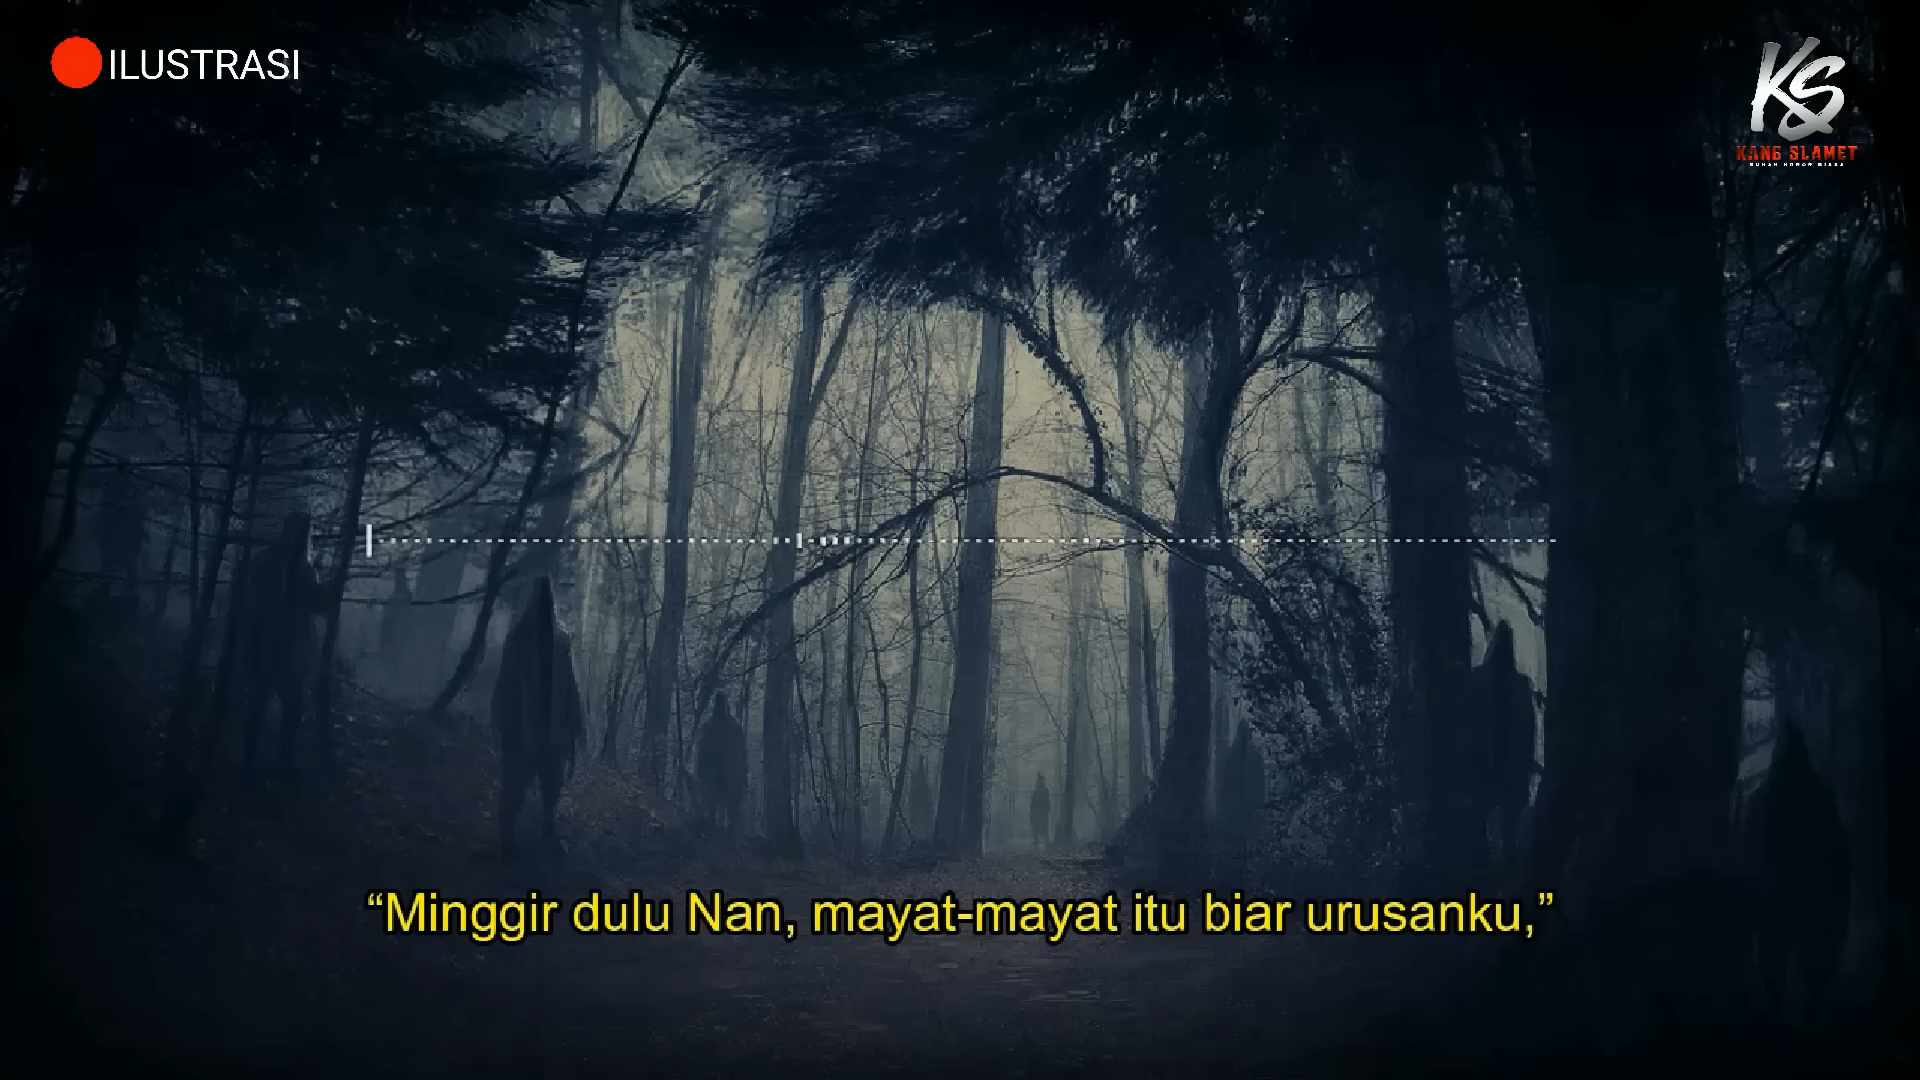 ILUSTRASI
KS
KANG SLAMET
“Minggir dulu Nan, mayat-mayat itu biar urusanku,”